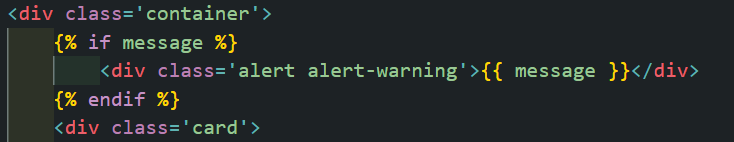 <div class='container'>
    {% if message %}
        <div class='alert alert-warning'>{{ message }}</div>
    {% endif %}
    <div class='card'>